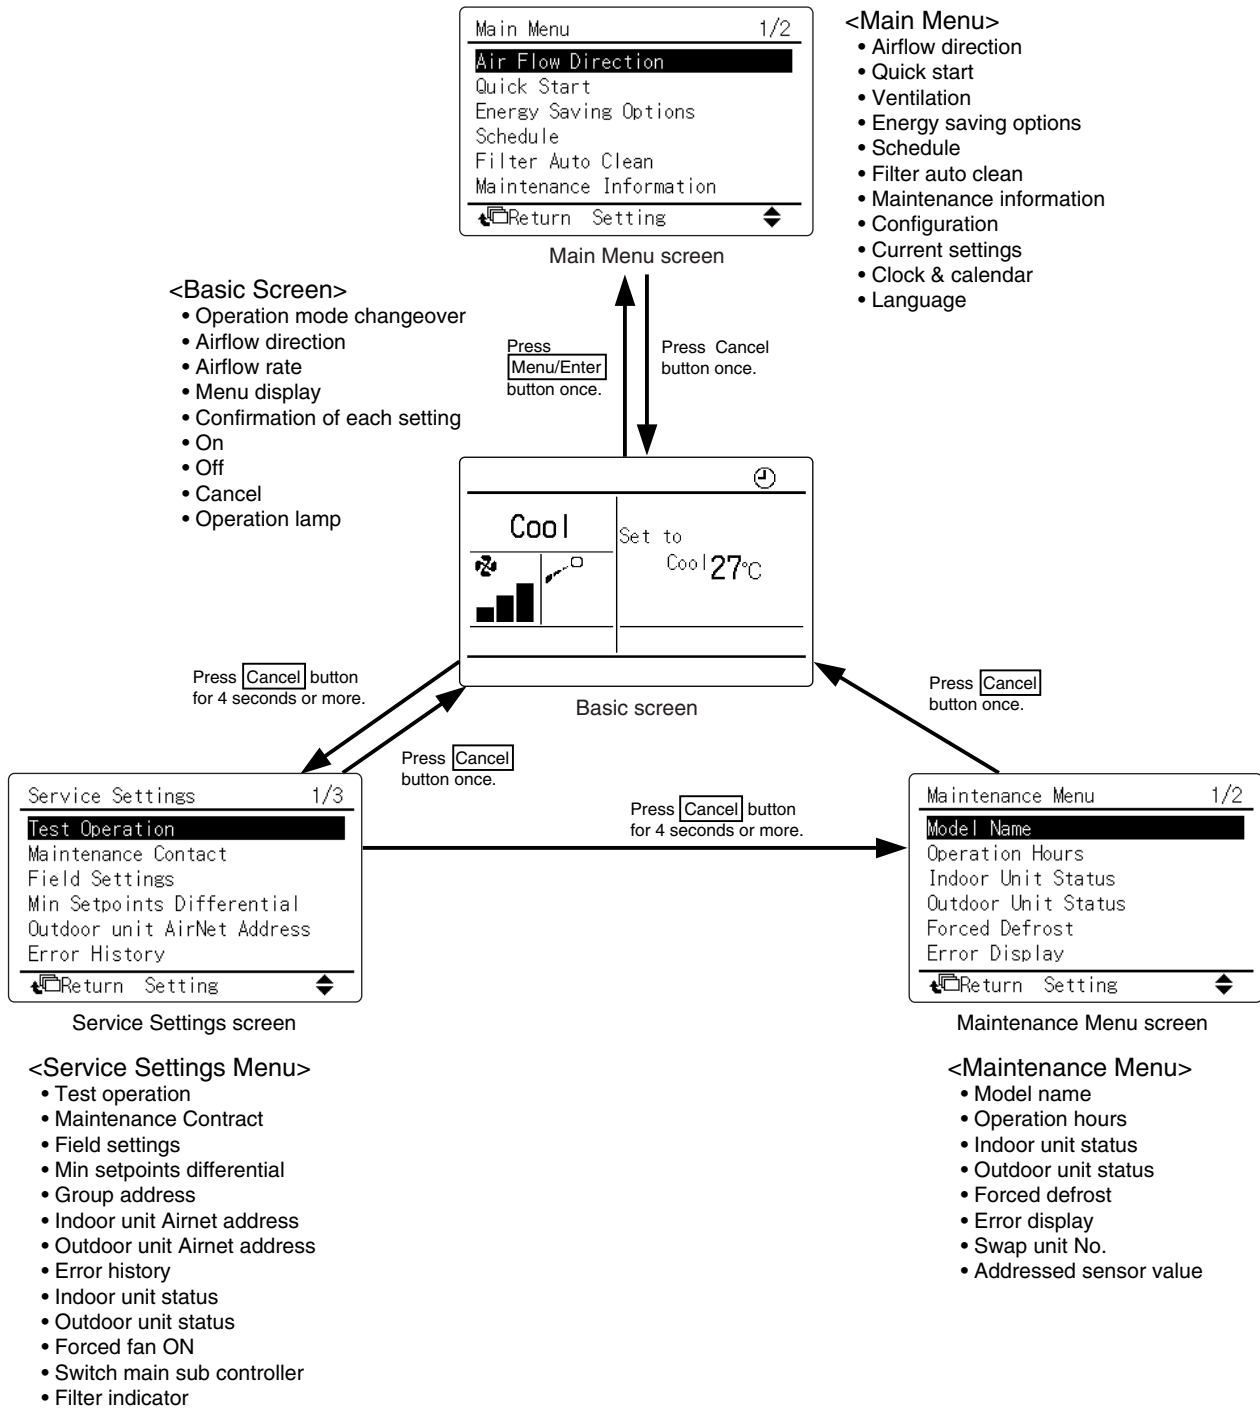 Main Menu 1/2
Air Flow Direction
Quick Start
Energy Saving Options
Schedule
Filter Auto Clean
Maintenance Information
Return Setting
Main Menu screen
<Main Menu>
• Airflow direction
• Quick start
• Ventilation
• Energy saving options
• Schedule
• Filter auto clean
• Maintenance information
• Configuration
• Current settings
• Clock & calendar
• Language
<Basic Screen>
• Operation mode changeover
• Airflow direction
• Airflow rate
• Menu display
• Confirmation of each setting
• On
• Off
• Cancel
• Operation lamp
Press
Menu/Enter
button once.
Press Cancel
button once.
Cool
Set to
Cool 27°C
Basic screen
Press Cancel button
for 4 seconds or more.
Press Cancel
button once.
Press Cancel
button once.
Press Cancel button
for 4 seconds or more.
Service Settings 1/3
Test Operation
Maintenance Contact
Field Settings
Min Setpoints Differential
Outdoor unit AirNet Address
Error History
Return Setting
Service Settings screen
Maintenance Menu 1/2
Model Name
Operation Hours
Indoor Unit Status
Outdoor Unit Status
Forced Defrost
Error Display
Return Setting
Maintenance Menu screen
<Service Settings Menu>
• Test operation
• Maintenance Contract
• Field settings
• Min setpoints differential
• Group address
• Indoor unit Airnet address
• Outdoor unit Airnet address
• Error history
• Indoor unit status
• Outdoor unit status
• Forced fan ON
• Switch main sub controller
• Filter indicator
<Maintenance Menu>
• Model name
• Operation hours
• Indoor unit status
• Outdoor unit status
• Forced defrost
• Error display
• Swap unit No.
• Addressed sensor value